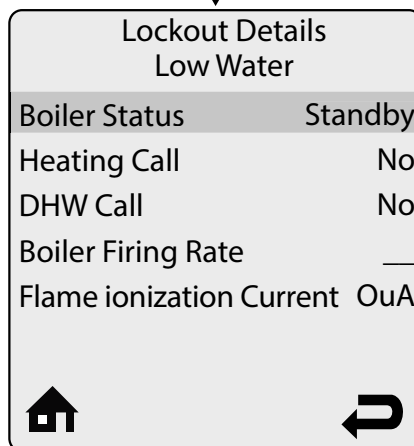 Lockout Details
Low Water
Boiler Status Standby
Heating Call No
DHW Call No
Boiler Firing Rate __
Flame ionization Current OuA